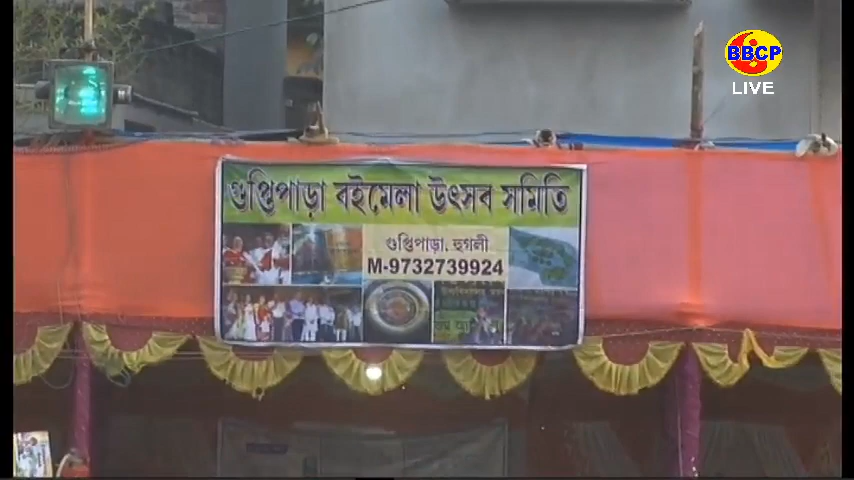 BBCP
LIVE
গুপ্তিপাড়া বইমেলা উৎসব সমিতি
গুপ্তিপাড়া, হুগলী
M-9732739924